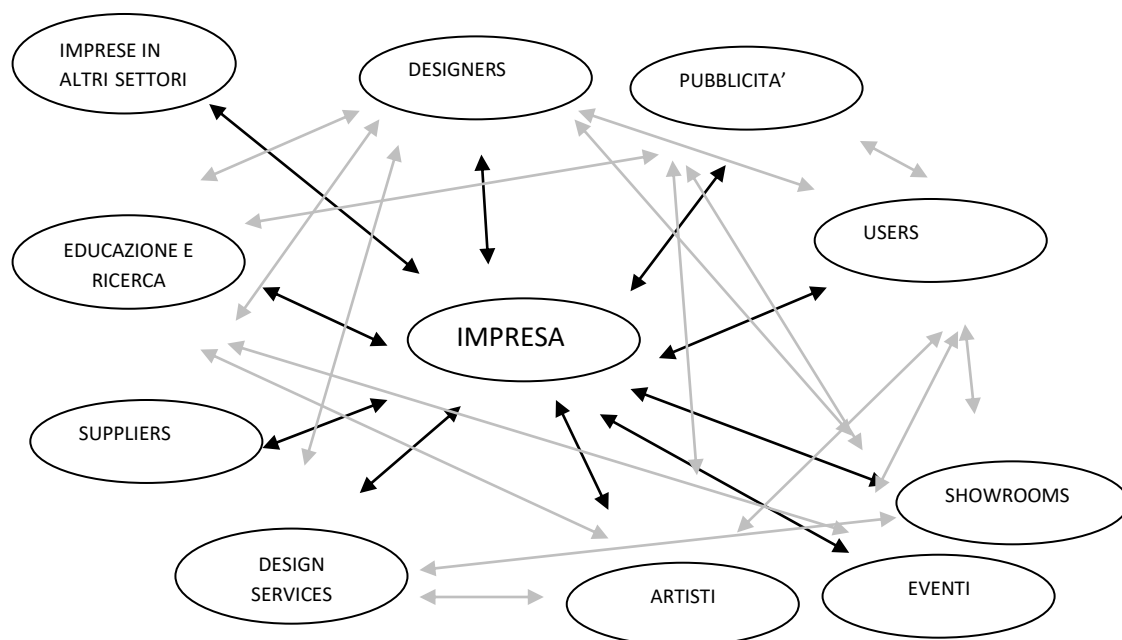 IMPRESE IN
ALTRI SETTORI
DESIGNERS
PUBBLICITA’
EDUCAZIONE E
RICERCA
USERS
IMPRESA
SUPPLIERS
SHOWROOMS
DESIGN
SERVICES
ARTISTI
EVENTI